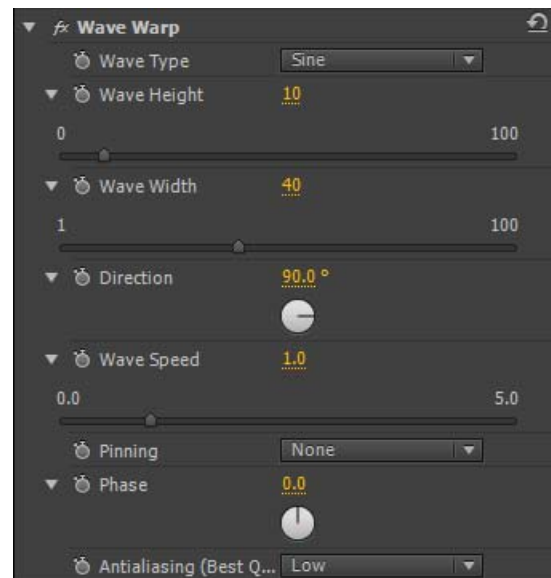 fx Wave Warp
Wave Type Sine
Wave Height 10
0 100
Wave Width 40
1 100
Direction 90.0 °
Wave Speed 1.0
0.0 5.0
Pinning None
Phase 0.0
Antialiasing (Best Q... Low